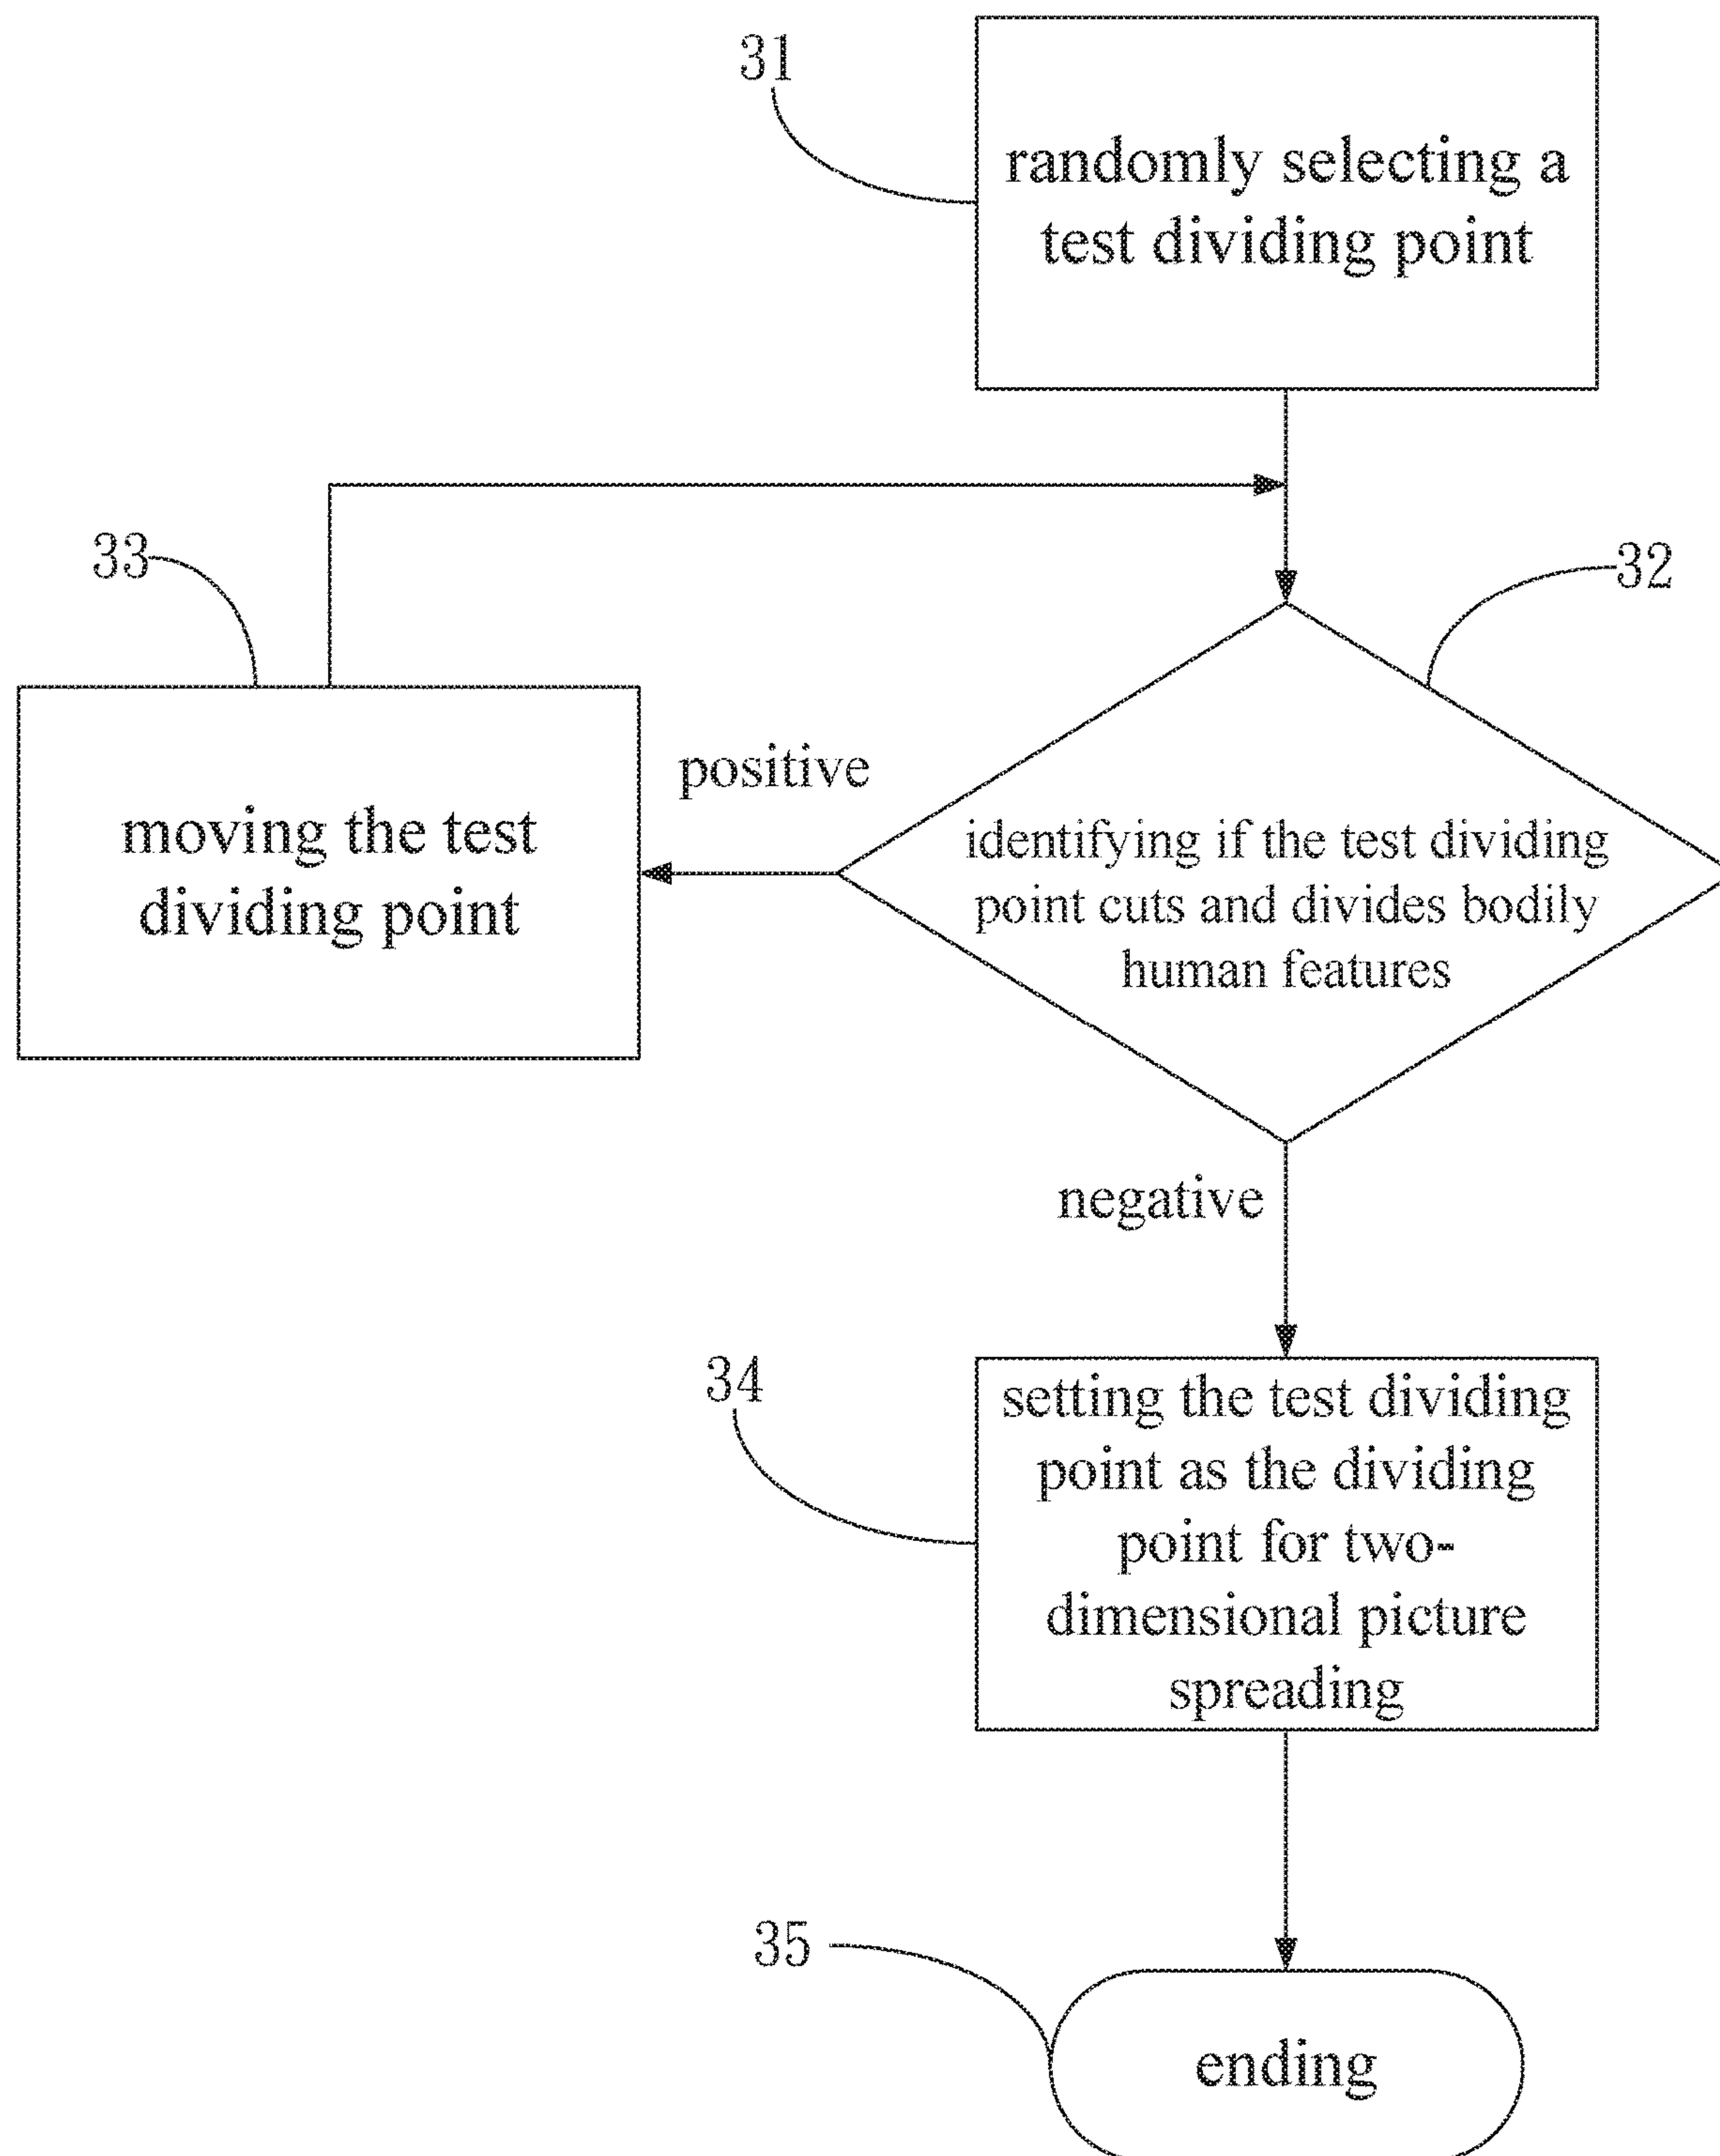 31
randomly selecting a
test dividing point
33
32
positive
moving the test
dividing point
identifying if the test dividing
point cuts and divides bodily
human features
negative
34
setting the test dividing
point as the dividing
point for two-
dimensional picture
spreading
35
ending